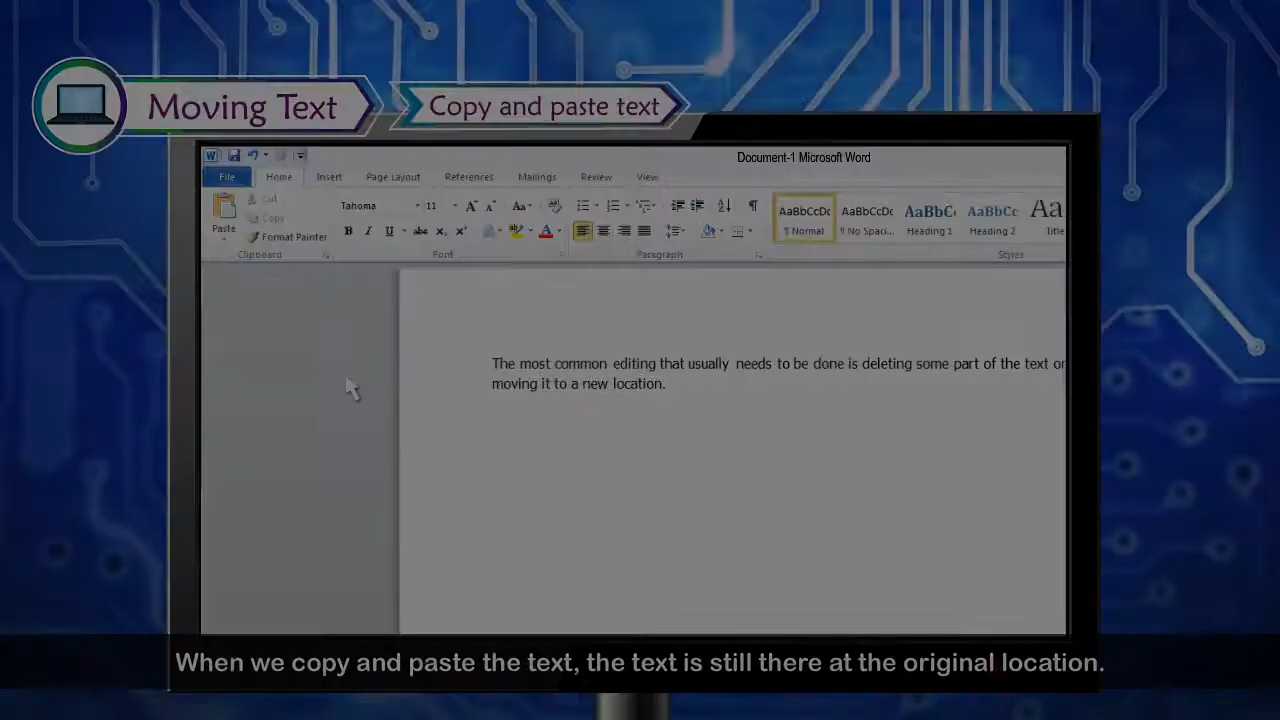 Moving Text
Copy and paste text
Document-1 Microsoft Word
File Home Insert Page Layout References Mailings Review View
Paste
Cut
Copy
Format Painter
Clipboard
Tahoma 11
Font
Paragraph
AaBbCcDc AaBbCcDc AaBbC AaBbCc Aa
¶ Normal ¶ No Spaci... Heading 1 Heading 2 Title
Styles
The most common editing that usually needs to be done is deleting some part of the text or
moving it to a new location.
When we copy and paste the text, the text is still there at the original location.